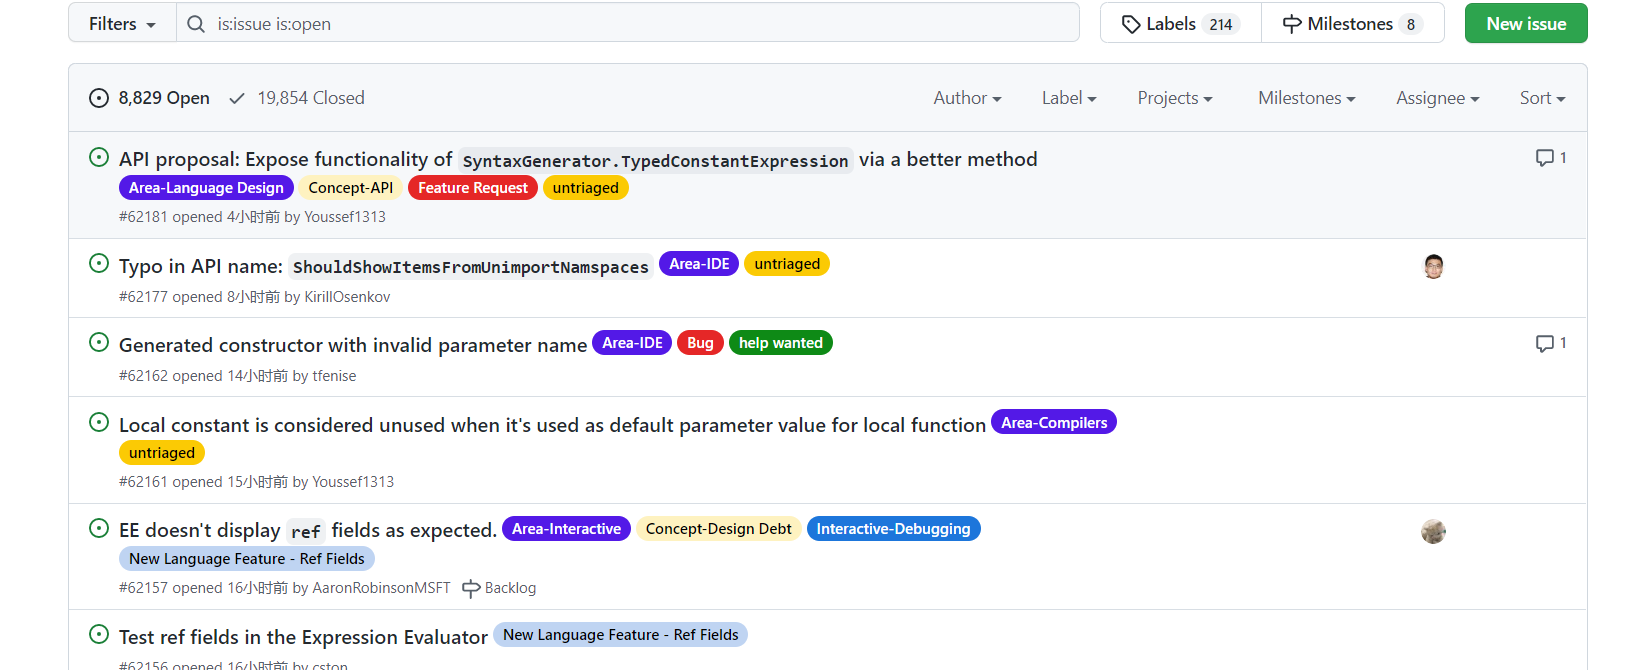 Filters is:issue is:open Labels 214 Milestones 8 New issue
8,829 Open 19,854 Closed Author Label Projects Milestones Assignee Sort
API proposal: Expose functionality of SyntaxGenerator.TypedConstantExpression via a better method 1
Area-Language Design Concept-API Feature Request untriaged
#62181 opened 4小时前 by Youssef1313
Typo in API name: ShouldShowItemsFromUnimportNamspaces Area-IDE untriaged
#62177 opened 8小时前 by KirillOsenkov
Generated constructor with invalid parameter name Area-IDE Bug help wanted 1
#62162 opened 14小时前 by tfenise
Local constant is considered unused when it's used as default parameter value for local function Area-Compilers
untriaged
#62161 opened 15小时前 by Youssef1313
EE doesn't display ref fields as expected. Area-Interactive Concept-Design Debt Interactive-Debugging
New Language Feature - Ref Fields
#62157 opened 16小时前 by AaronRobinsonMSFT Backlog
Test ref fields in the Expression Evaluator New Language Feature - Ref Fields
#62156 opened 16小时前 by cston